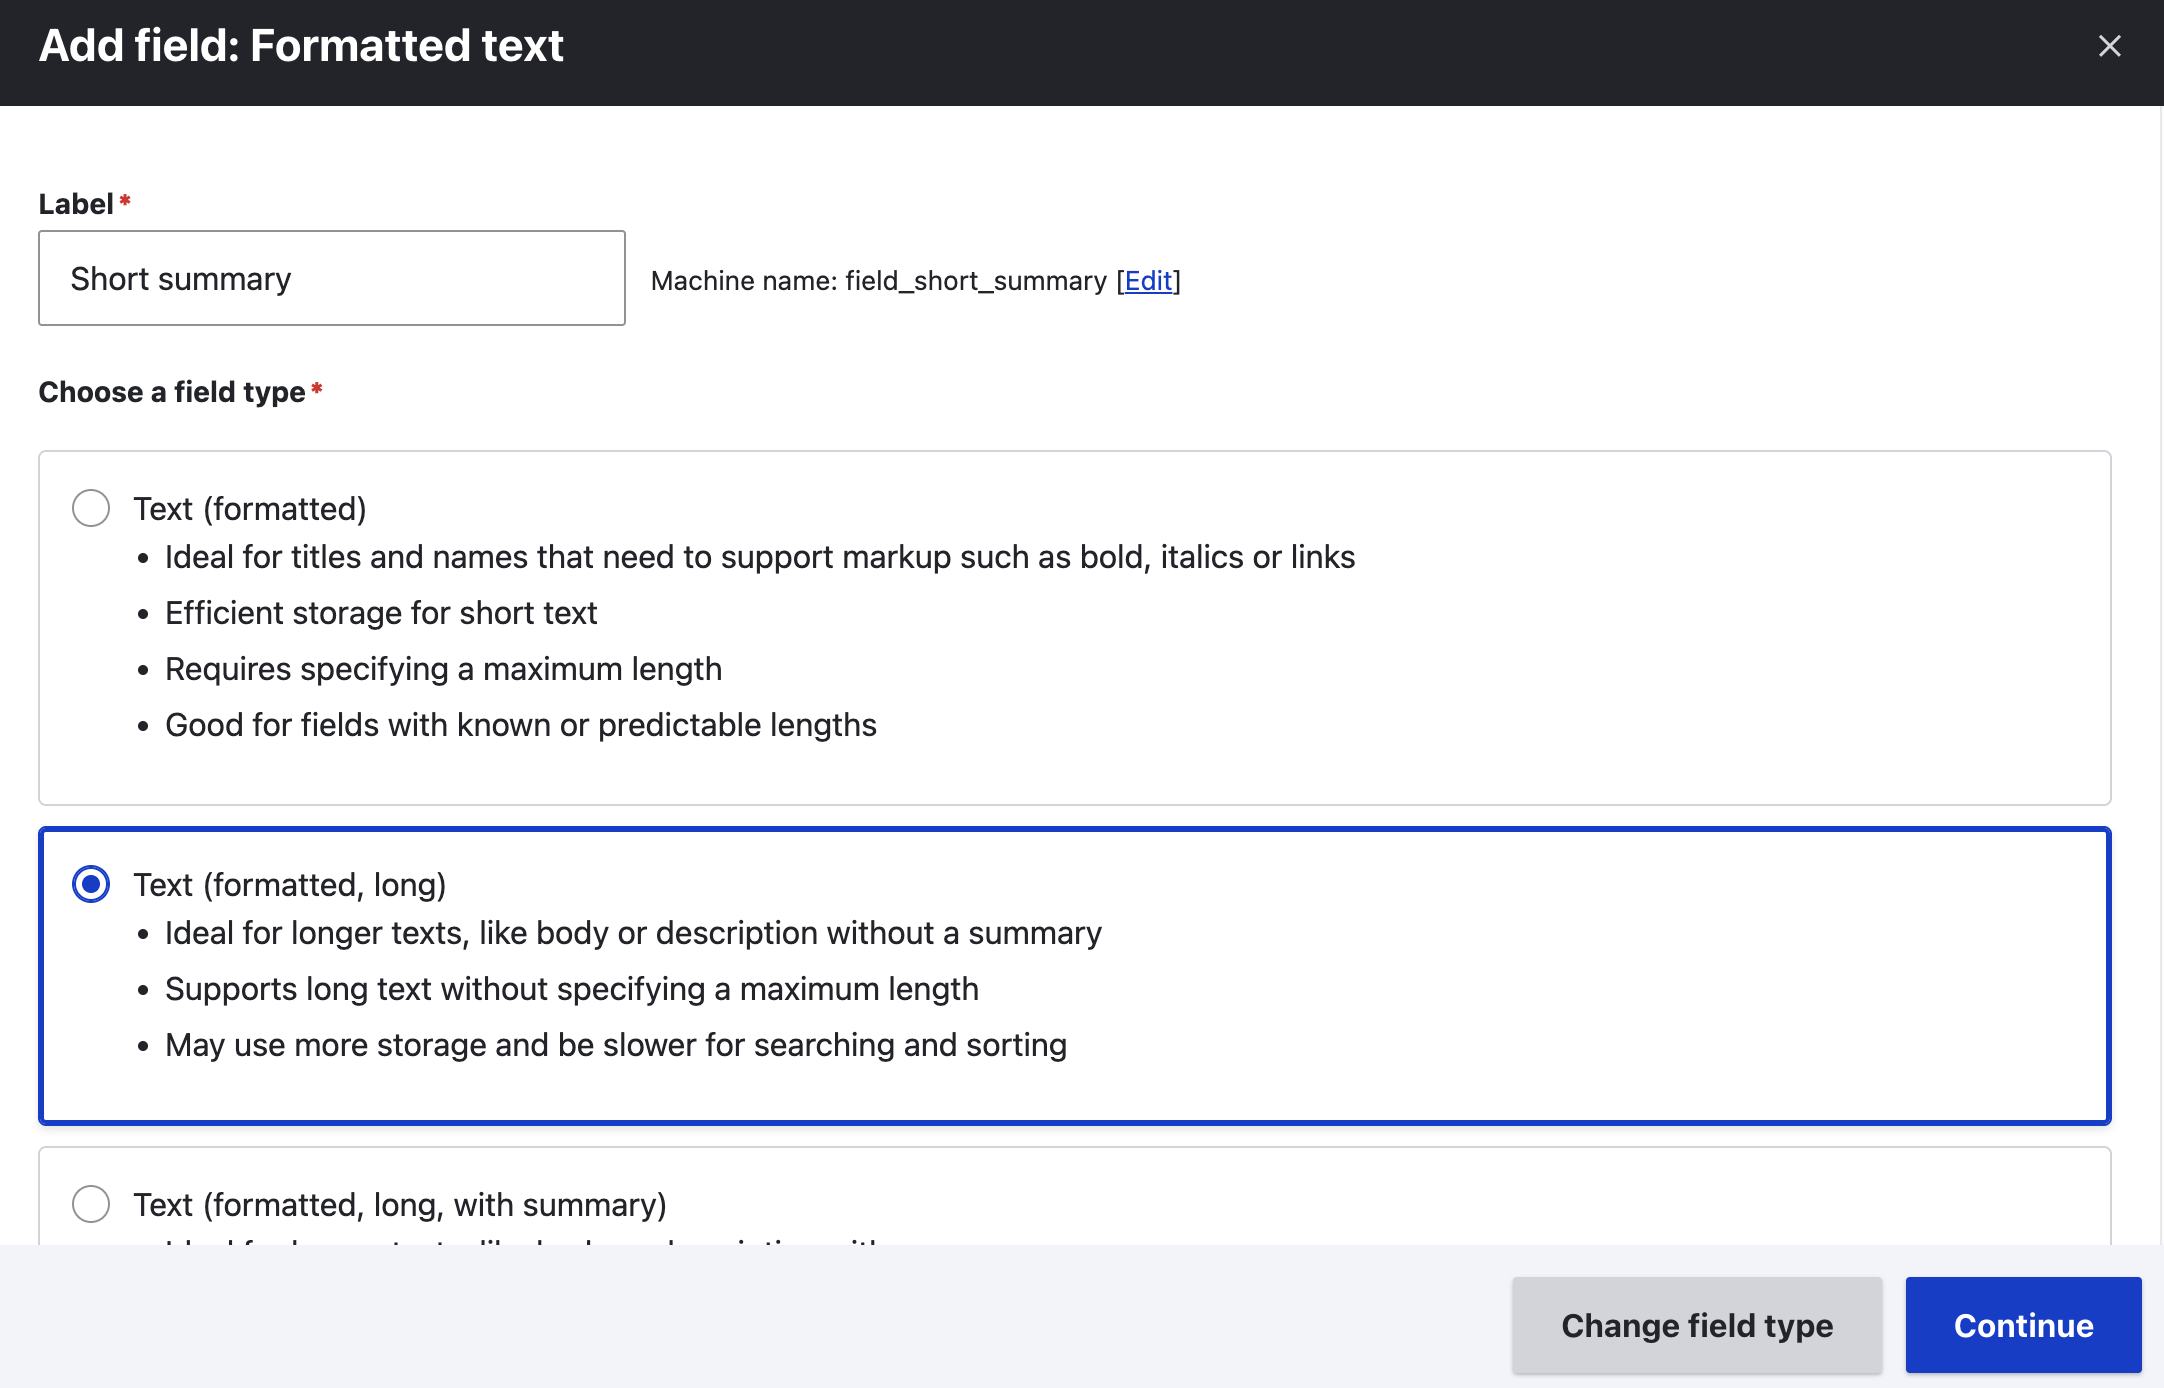 Add field: Formatted text
Label*
Short summary
Machine name: field_short_summary [Edit]
Choose a field type*
Text (formatted)
• Ideal for titles and names that need to support markup such as bold, italics or links
• Efficient storage for short text
• Requires specifying a maximum length
• Good for fields with known or predictable lengths
Text (formatted, long)
• Ideal for longer texts, like body or description without a summary
• Supports long text without specifying a maximum length
• May use more storage and be slower for searching and sorting
Text (formatted, long, with summary)
Change field type
Continue